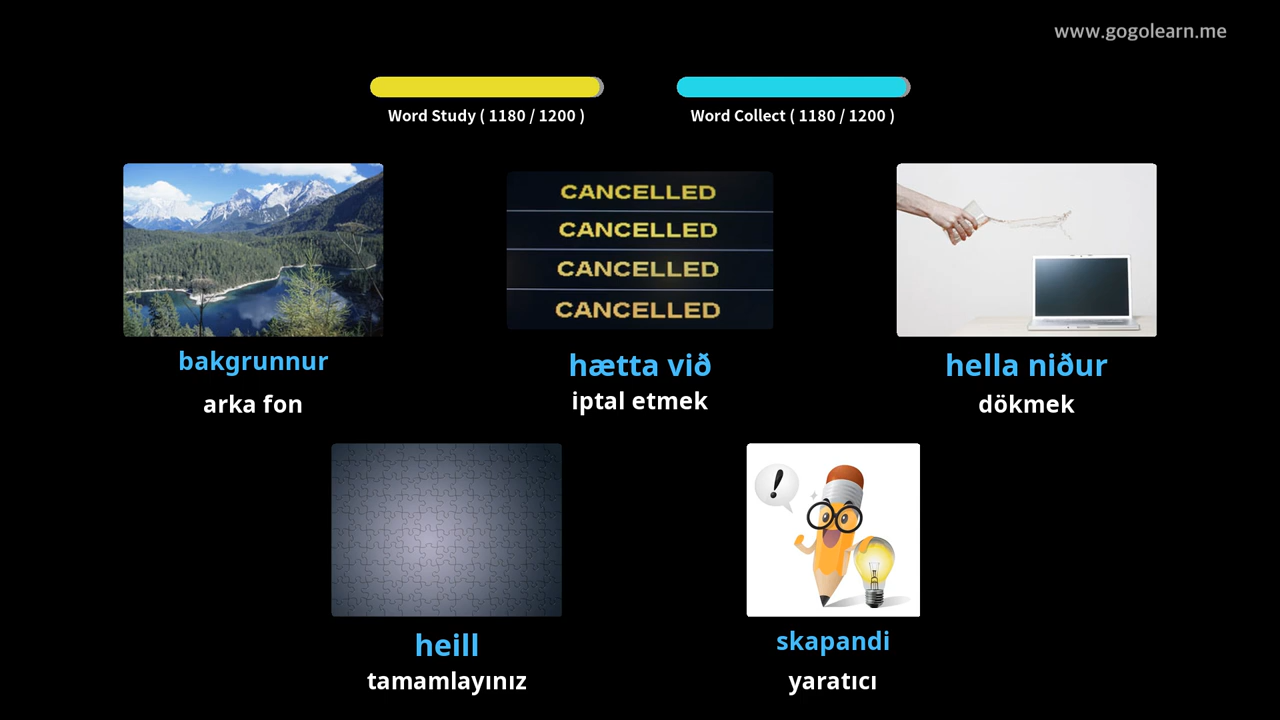 www.gogolearn.me
Word Study ( 1180 / 1200 )
Word Collect ( 1180 / 1200 )
CANCELLED
CANCELLED
CANCELLED
CANCELLED
bakgrunnur
arka fon
hætta við
iptal etmek
hella niður
dökmek
!
heill
tamamlayınız
skapandi
yaratıcı